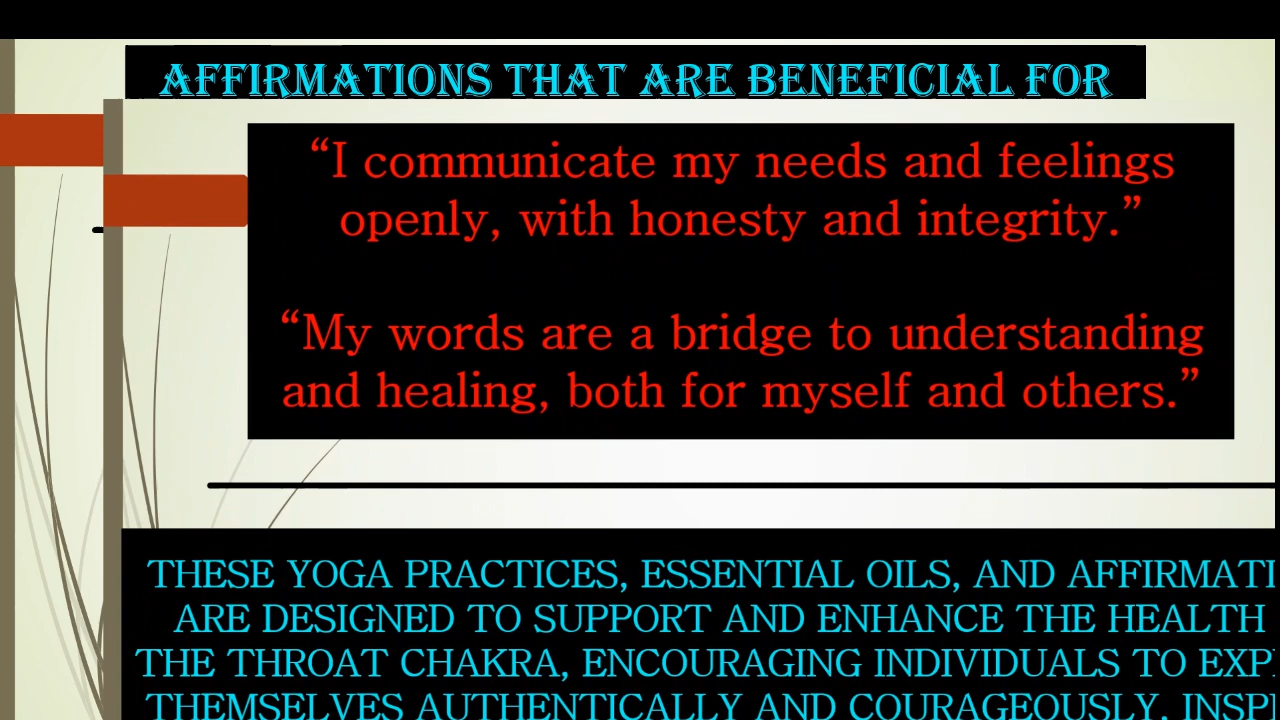 AFFIRMATIONS THAT ARE BENEFICIAL FOR
“I communicate my needs and feelings
openly, with honesty and integrity.”
“My words are a bridge to understanding
and healing, both for myself and others.”
THESE YOGA PRACTICES, ESSENTIAL OILS, AND
ARE DESIGNED TO SUPPORT AND ENHANCE THE HEALTH
THE THROAT CHAKRA, ENCOURAGING INDIVIDUALS TO
THEMSELVES AUTHENTICALLY AND COURAGEOUSLY,